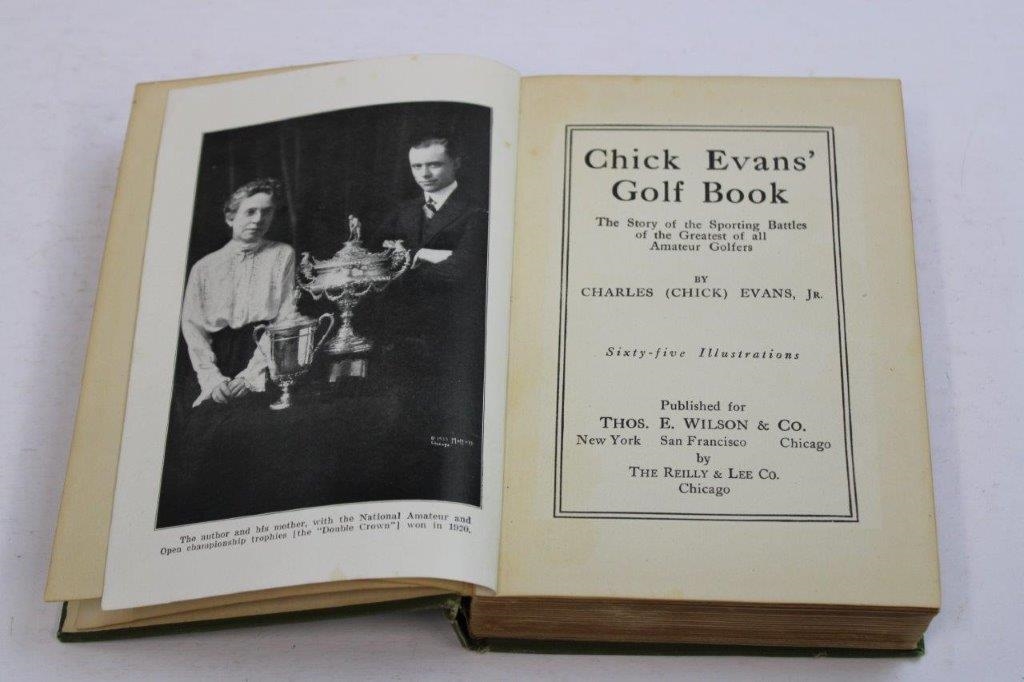 The author and his mother, with the National Amateur and
Open championship trophies [the "Double Crown"] won in 1920.
Chick Evans'
Golf Book
The Story of the Sporting Battles
of the Greatest of all
Amateur Golfers
BY
CHARLES (CHICK) EVANS, JR.
Sixty-five Illustrations
Published for
THOS. E. WILSON & CO.
New York San Francisco Chicago
by
THE REILLY & LEE CO.
Chicago